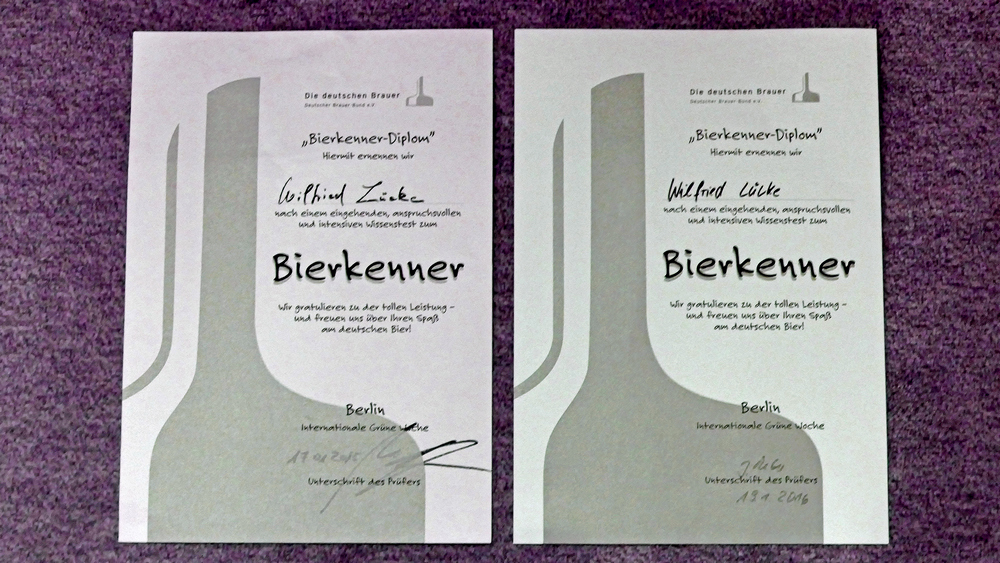 Die deutschen Brauer
Deutscher Brauer-Bund e.V.
„Bierkenner-Diplom”
Hiermit ernennen wir
Wilfried Lücke
nach einem eingehenden, anspruchsvollen
und intensiven Wissenstest zum
Bierkenner
Wir gratulieren zu der tollen Leistung –
und freuen uns über Ihren Spaß
am deutschen Bier!
Berlin
Internationale Grüne Woche
Unterschrift des Prüfers
Die deutschen Brauer
Deutscher Brauer-Bund e.V.
„Bierkenner-Diplom”
Hiermit ernennen wir
Wilfried Lücke
nach einem eingehenden, anspruchsvollen
und intensiven Wissenstest zum
Bierkenner
Wir gratulieren zu der tollen Leistung –
und freuen uns über Ihren Spaß
am deutschen Bier!
Berlin
Internationale Grüne Woche
Unterschrift des Prüfers
19.1.2016